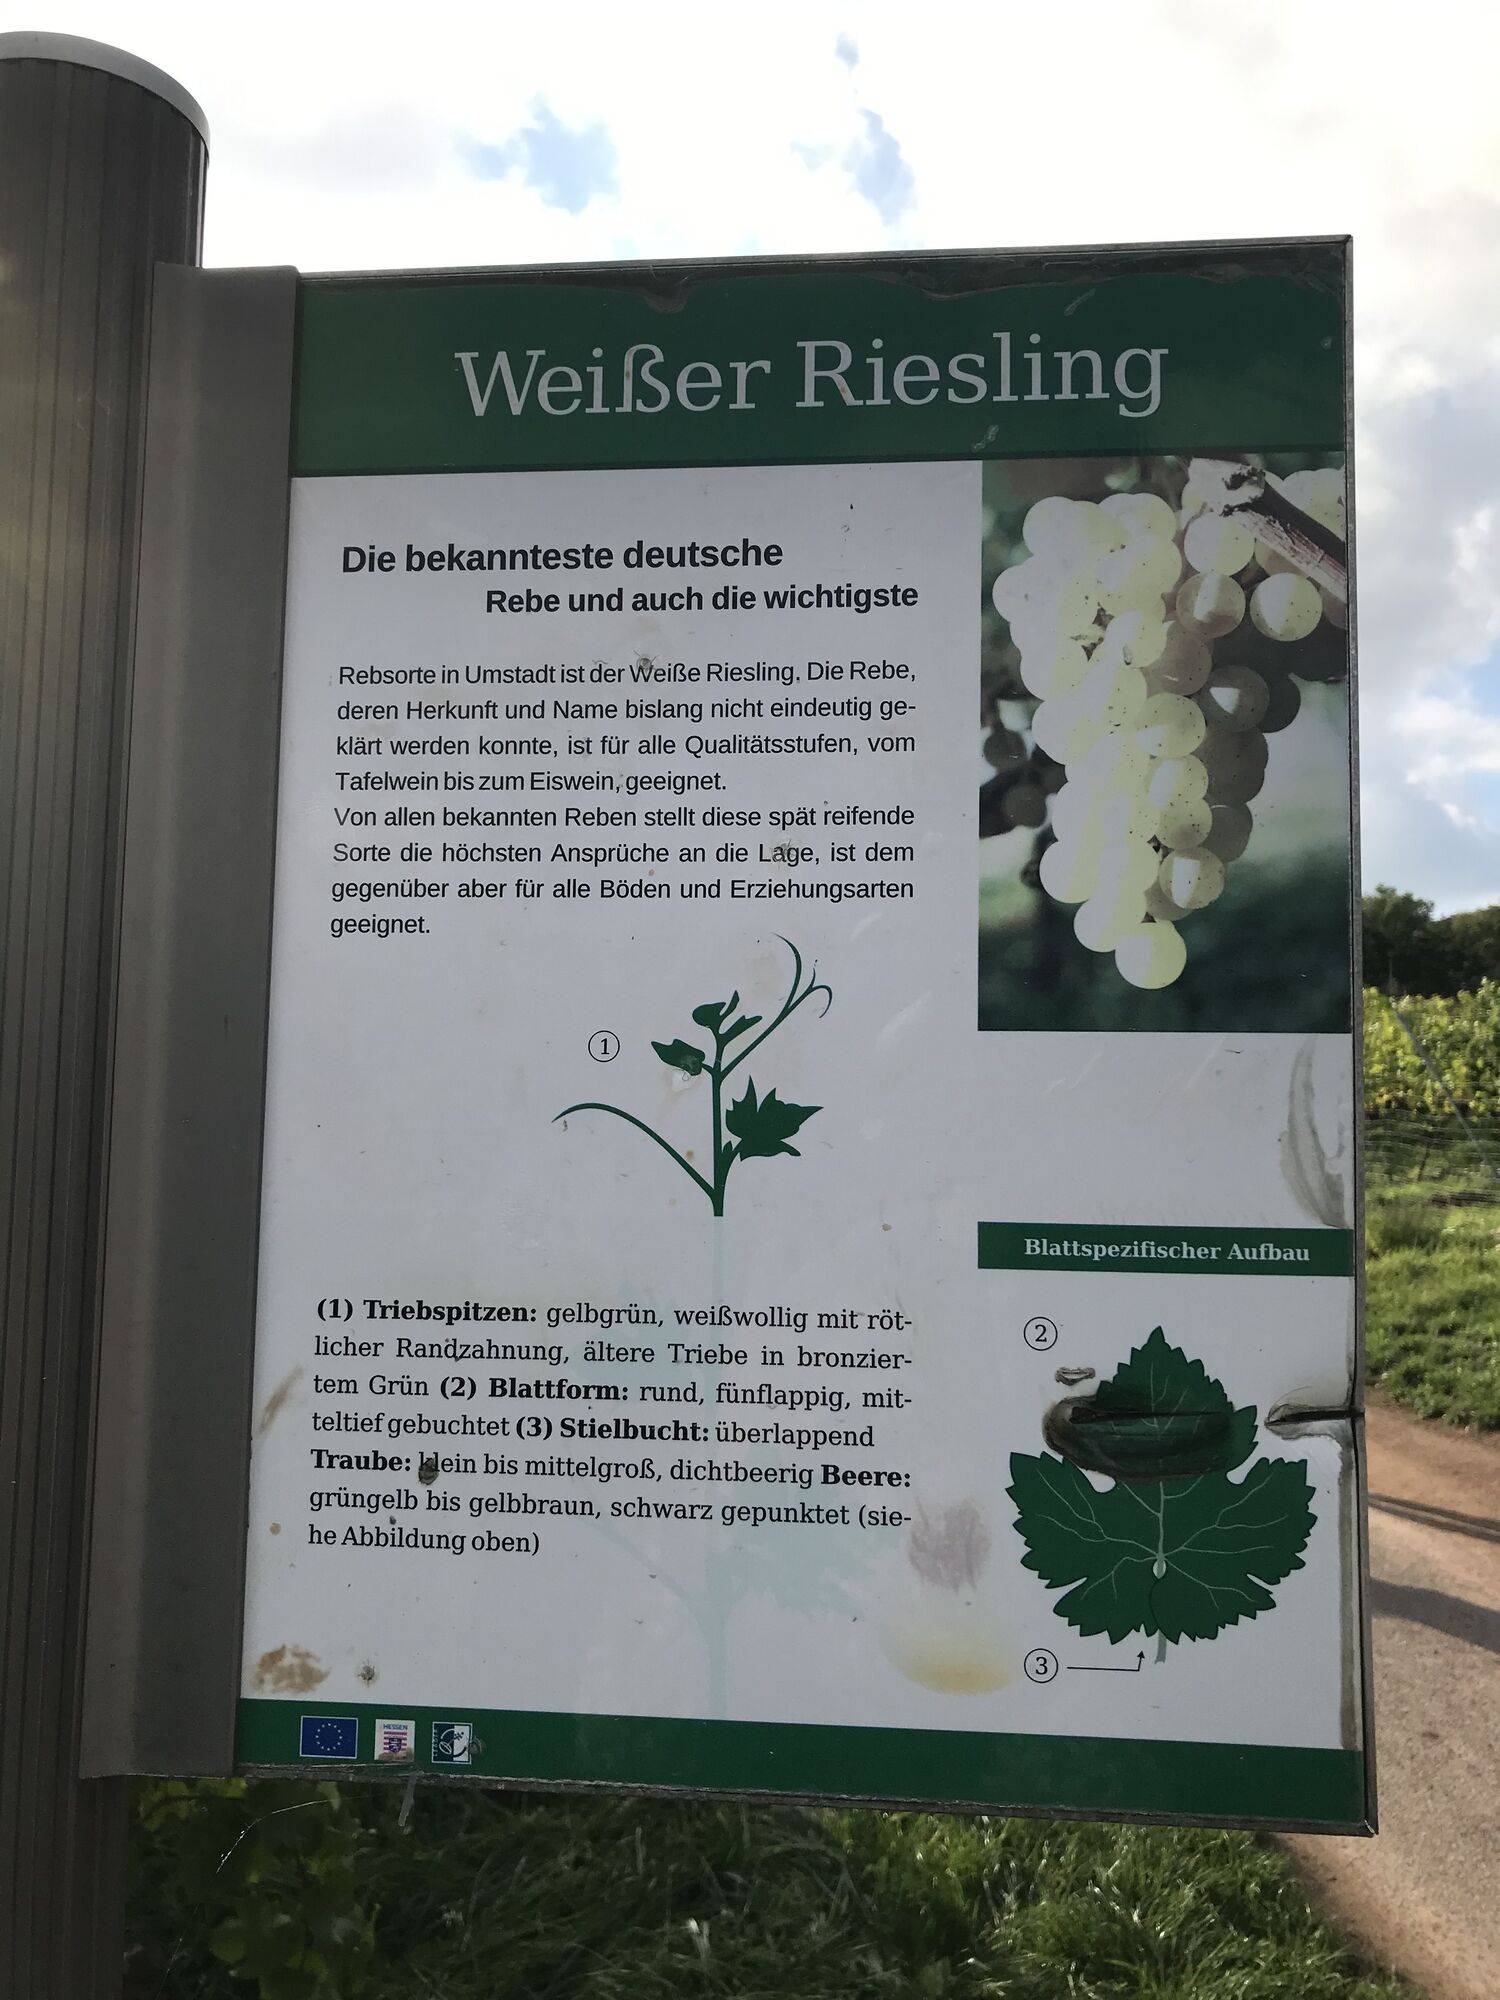 Weißer Riesling
Die bekannteste deutsche
Rebe und auch die wichtigste
Rebsorte in Umstadt ist der Weiße Riesling. Die Rebe,
deren Herkunft und Name bislang nicht eindeutig ge-
klärt werden konnte, ist für alle Qualitätsstufen, vom
Tafelwein bis zum Eiswein, geeignet.
Von allen bekannten Reben stellt diese spät reifende
Sorte die höchsten Ansprüche an die Lage, ist dem
gegenüber aber für alle Böden und Erziehungsarten
geeignet.
1
(1) Triebspitzen: gelbgrün, weißwollig mit röt-
licher Randzahnung, ältere Triebe in bronzier-
tem Grün (2) Blattform: rund, fünflappig, mit-
teltief gebuchtet (3) Stielbucht: überlappend
Traube: klein bis mittelgroß, dichtbeerig Beere:
grüngelb bis gelbbraun, schwarz gepunktet (sie-
he Abbildung oben)
Blattspezifischer Aufbau
2
3
HESSEN